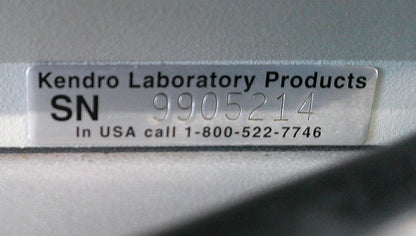 Kendro Laboratory Products
SN 9905214
In USA call 1-800-522-7746